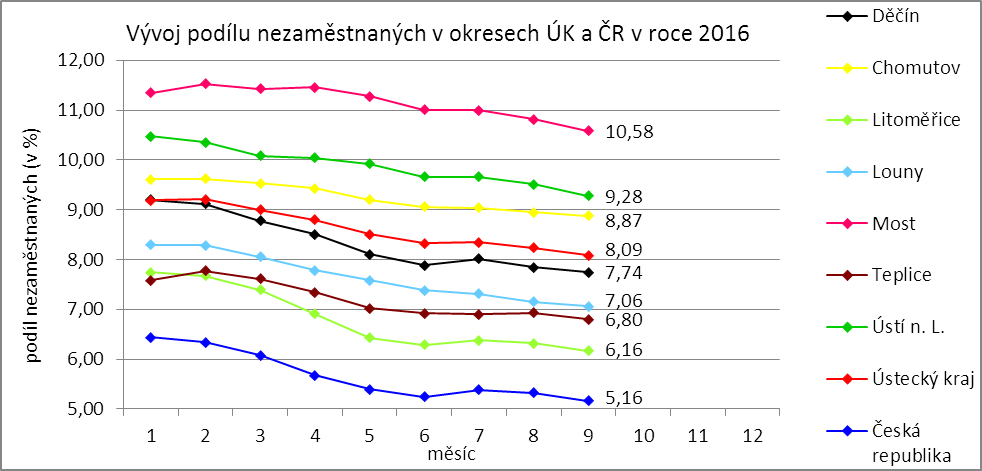 Vývoj podílu nezaměstnaných v okresech ÚK a ČR v roce 2016
podíl nezaměstnaných (v %)
12,00
11,00
10,00
9,00
8,00
7,00
6,00
5,00
10,58
9,28
8,87
8,09
7,74
7,06
6,80
6,16
5,16
1 2 3 4 5 6 7 8 9 10 11 12
měsíc
Děčín
Chomutov
Litoměřice
Louny
Most
Teplice
Ústí n. L.
Ústecký kraj
Česká
republika